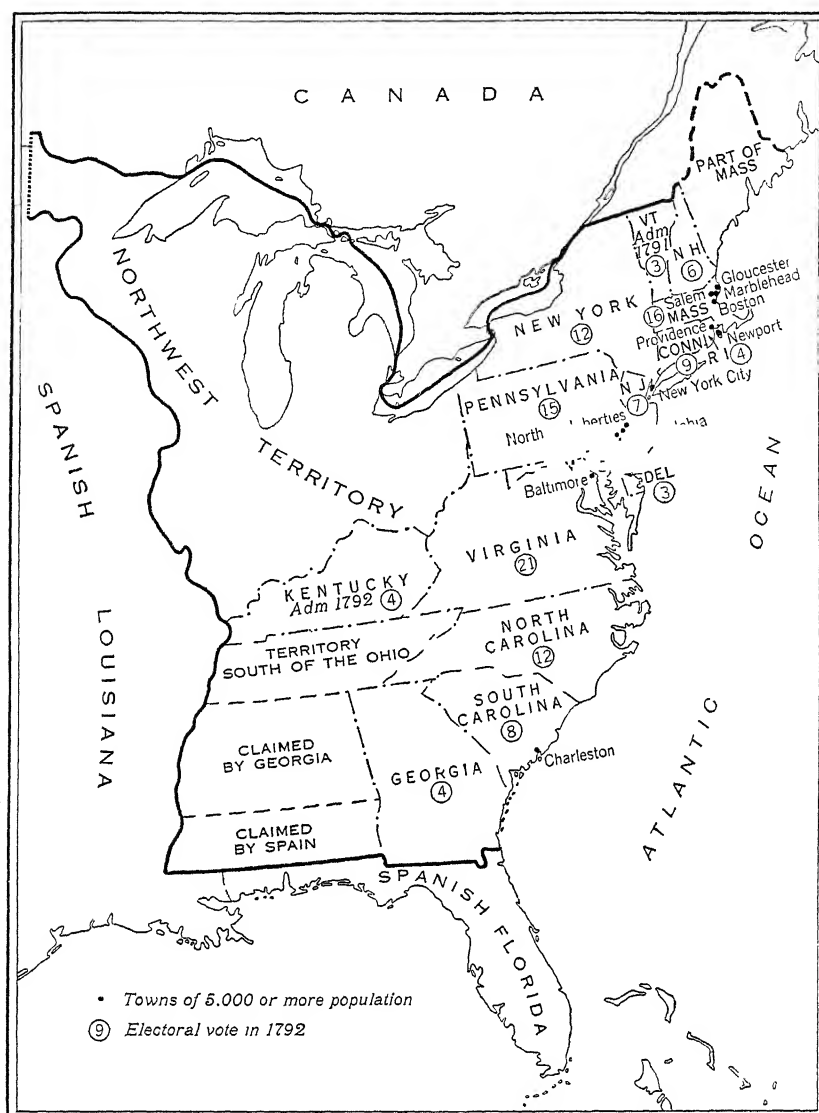 CANADA
PART OF
MASS
VT
Adm
1791
3
NH
6
Gloucester
Salem
Marblehead
16
MASS
Boston
NEW YORK
12
Providence
CONN
Newport
9
R I
4
NORTHWEST
TERRITORY
PENNSYLVANIA
15
N J
7
New York City
North
SPANISH
LOUISIANA
Baltimore
DEL
3
OCEAN
ATLANTIC
VIRGINIA
21
KENTUCKY
Adm 1792 4
TERRITORY
SOUTH OF THE OHIO
NORTH
CAROLINA
12
SOUTH
CAROLINA
8
Charleston
CLAIMED
BY GEORGIA
GEORGIA
4
CLAIMED
BY SPAIN
SPANISH FLORIDA
• Towns of 5.000 or more population
9 Electoral vote in 1792